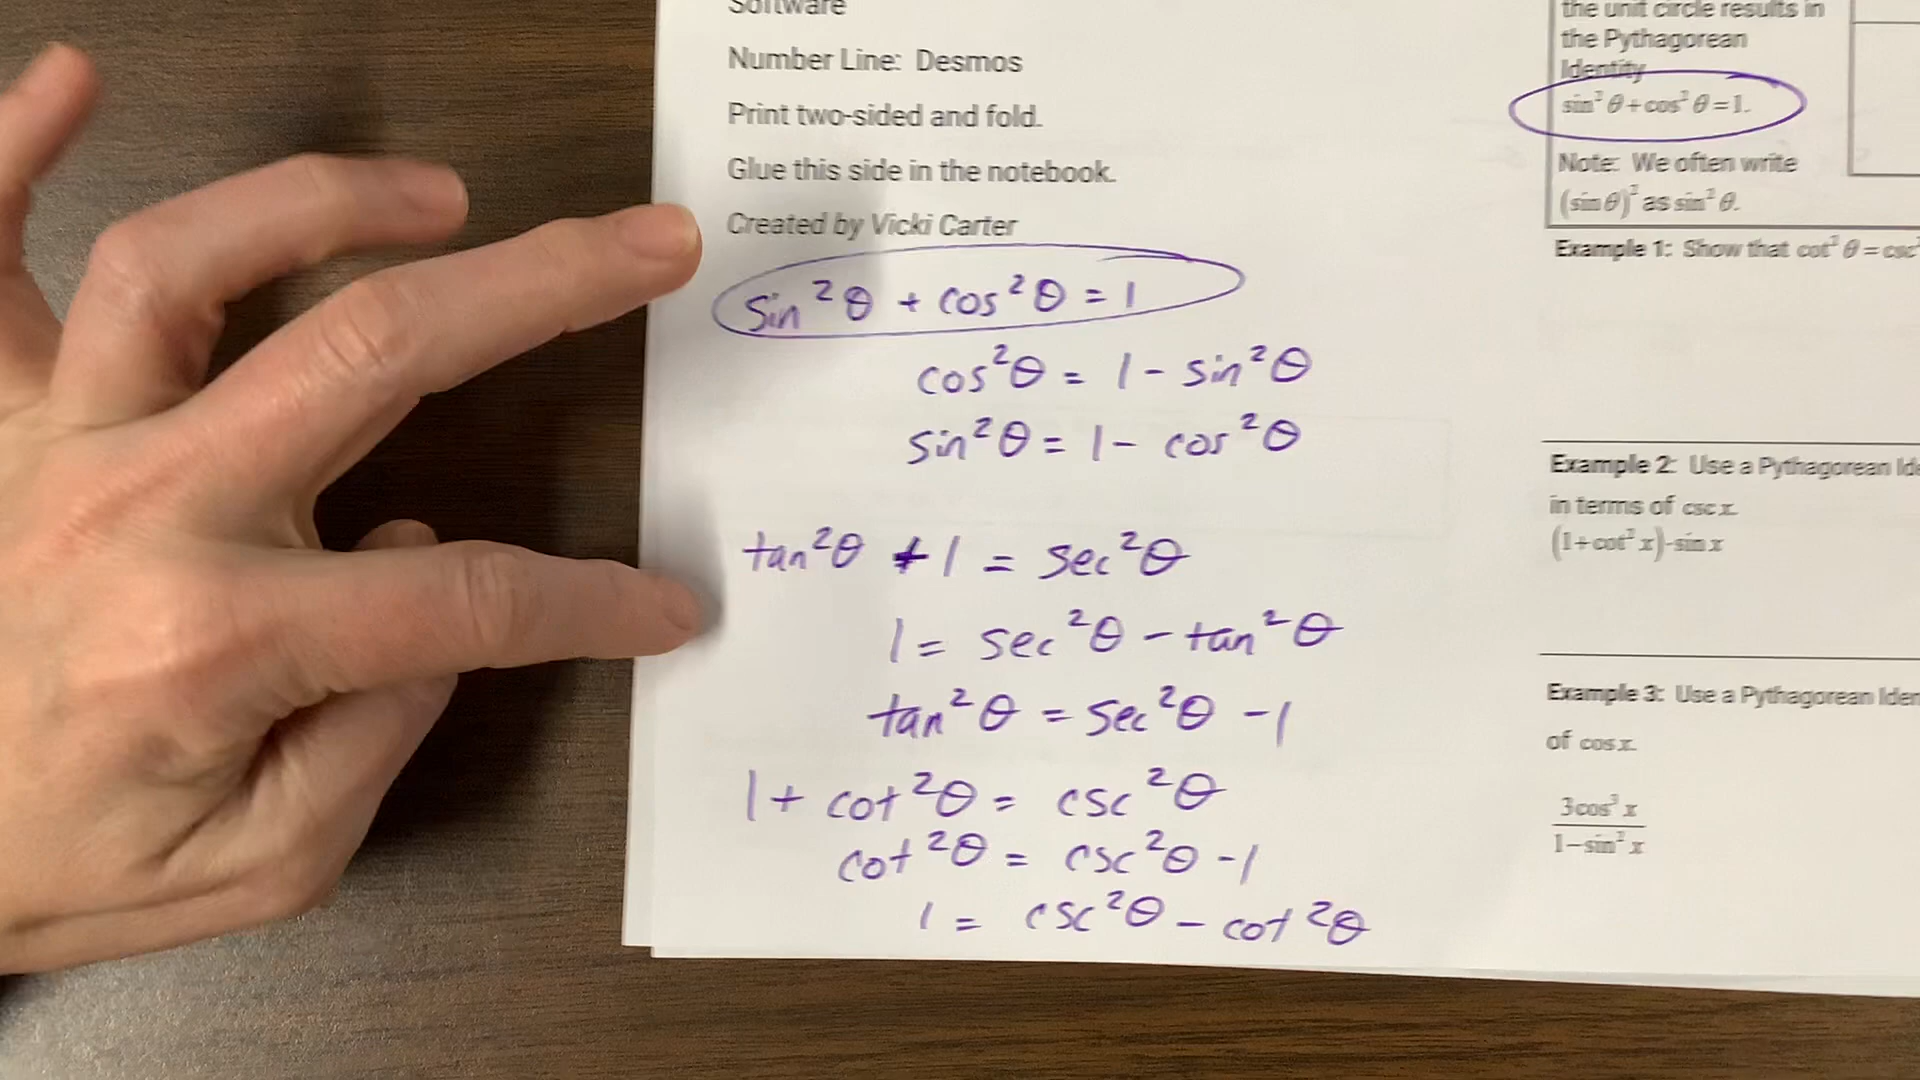 Software
Number Line: Desmos
Print two-sided and fold.
Glue this side in the notebook.
Created by Vicki Carter
sin²θ + cos²θ = 1
cos²θ = 1 - sin²θ
sin²θ = 1 - cos²θ
tan²θ + 1 = sec²θ
1 = sec²θ - tan²θ
tan²θ = sec²θ - 1
1 + cot²θ = csc²θ
cot²θ = csc²θ - 1
1 = csc²θ - cot²θ
the unit circle results in
the Pythagorean
Identity
sin²θ+cos²θ=1.
Note: We often write
(sinθ)² as sin²θ.
Example 1: Show that cot²θ = csc²
Example 2: Use a Pythagorean Ide
in terms of csc x.
(1+cot²x)·sin x
Example 3: Use a Pythagorean Iden
of cos x.
3cos³x
1−sin²x